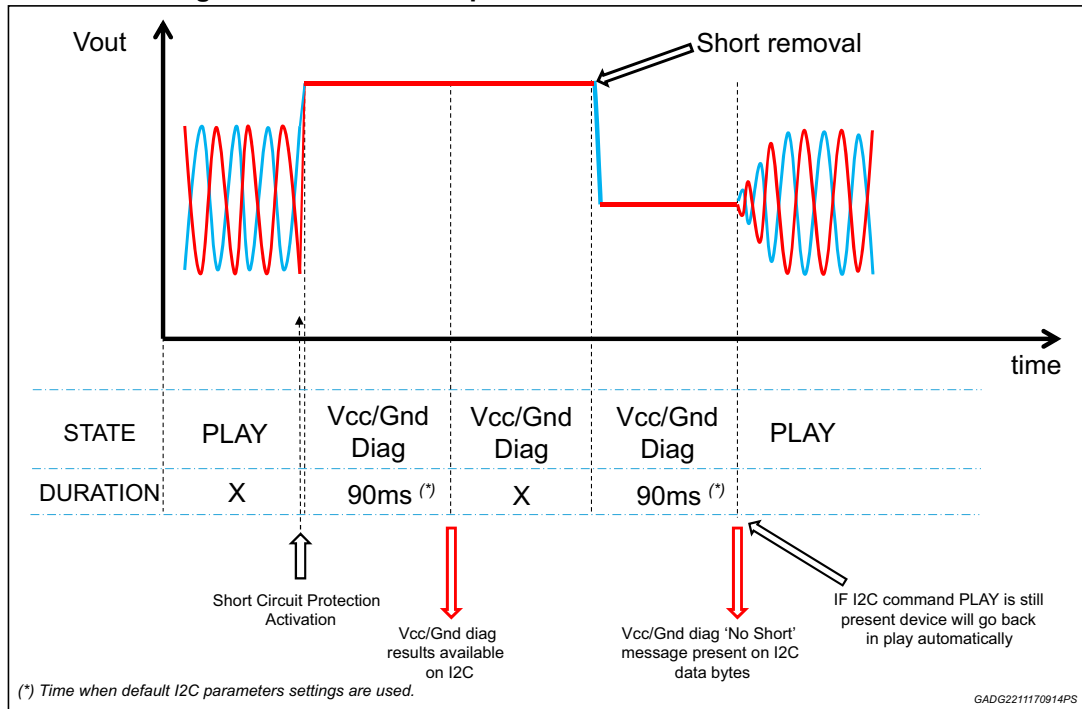 Vout
Short removal
time
STATE
PLAY
Vcc/Gnd
Diag
Vcc/Gnd
Diag
Vcc/Gnd
Diag
PLAY
DURATION
X
90ms (*)
X
90ms (*)
Short Circuit Protection
Activation
Vcc/Gnd diag
results available
on I2C
Vcc/Gnd diag ‘No Short’
message present on I2C
data bytes
IF I2C command PLAY is still
present device will go back
in play automatically
(*) Time when default I2C parameters settings are used.
GADG2211170914PS